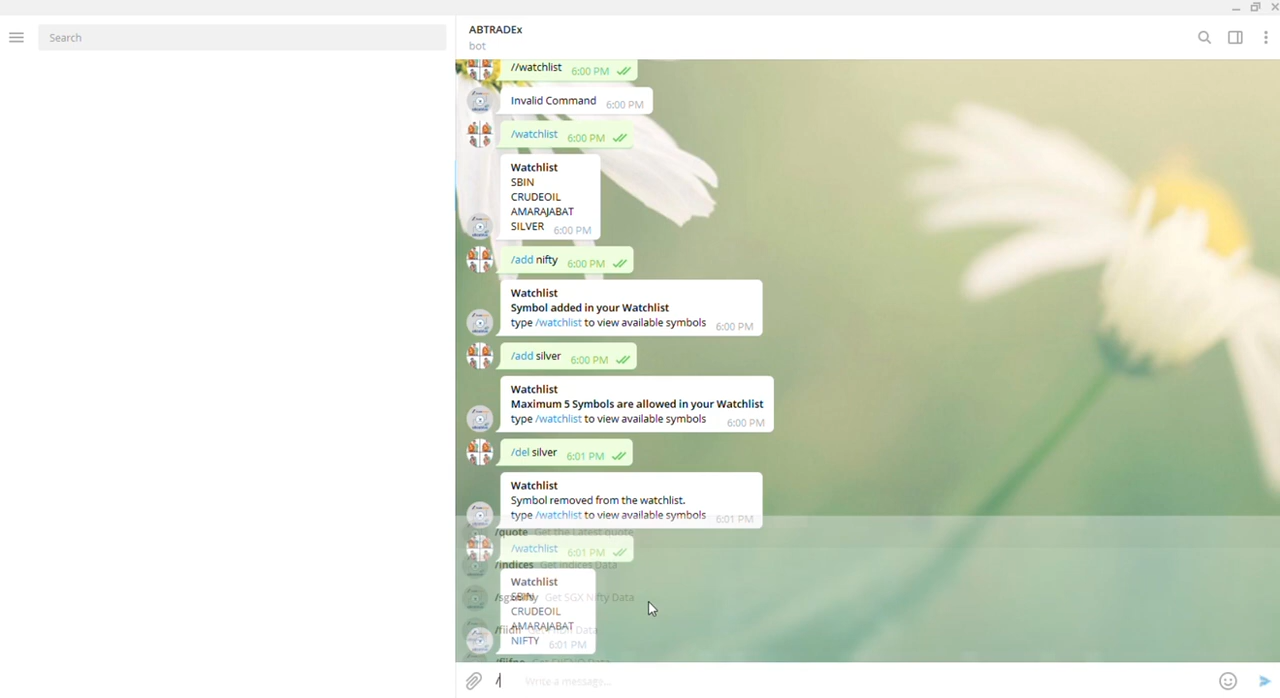 Search
ABTRADEx
bot
//watchlist 6:00 PM
Invalid Command 6:00 PM
/watchlist 6:00 PM
Watchlist
SBIN
CRUDEOIL
AMARAJABAT
SILVER 6:00 PM
/add nifty 6:00 PM
Watchlist
Symbol added in your Watchlist
type /watchlist to view available symbols 6:00 PM
/add silver 6:00 PM
Watchlist
Maximum 5 Symbols are allowed in your Watchlist
type /watchlist to view available symbols 6:00 PM
/del silver 6:01 PM
Watchlist
Symbol removed from the watchlist.
type /watchlist to view available symbols 6:01 PM
/quote Get the Latest quote
/watchlist 6:01 PM
/indices Get Indices Data
Watchlist
SBIN
Get SGX Nifty Data
CRUDEOIL
AMARAJABAT
NIFTY 6:01 PM
/
Write a message...